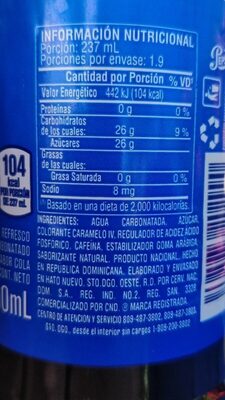 INFORMACIÓN NUTRICIONAL
Porción: 237 mL
Porciones por envase: 1.9
Cantidad por Porción % VD*
Valor Energético 442 kJ (104 kcal)
Proteínas 0 g 0 %
Carbohidratos
de los cuales: 26 g 9 %
Azúcares 26 g
Grasas
de las cuales:
Grasa Saturada 0 g 0 %
Sodio 8 mg
Basado en una dieta de 2,000 kilocalorías.
104
kcal
POR PORCIÓN
DE 237 mL
REFRESCO
BONATADO
SABOR COLA
CONT. NETO
0mL
INGREDIENTES: AGUA CARBONATADA, AZÚCAR,
COLORANTE CARAMELO IV, REGULADOR DE ACIDEZ ÁCIDO
FOSFÓRICO, CAFEÍNA, ESTABILIZADOR GOMA ARÁBIGA,
SABORIZANTE NATURAL. PRODUCTO NACIONAL, HECHO
EN REPÚBLICA DOMINICANA. ELABORADO Y ENVASADO
EN HATO NUEVO, STO.DGO. OESTE, R.D. POR CERV. NAC.
DOM S.A., REG. IND. NO.2, REG. SAN. 3339
COMERCIALIZADO POR CND. ® MARCA REGISTRADA.
CENTRO DE ATENCIÓN Y SERVICIO 809-487-3802,
STO. DGO. desde el interior sin cargos 1-809-200-3802